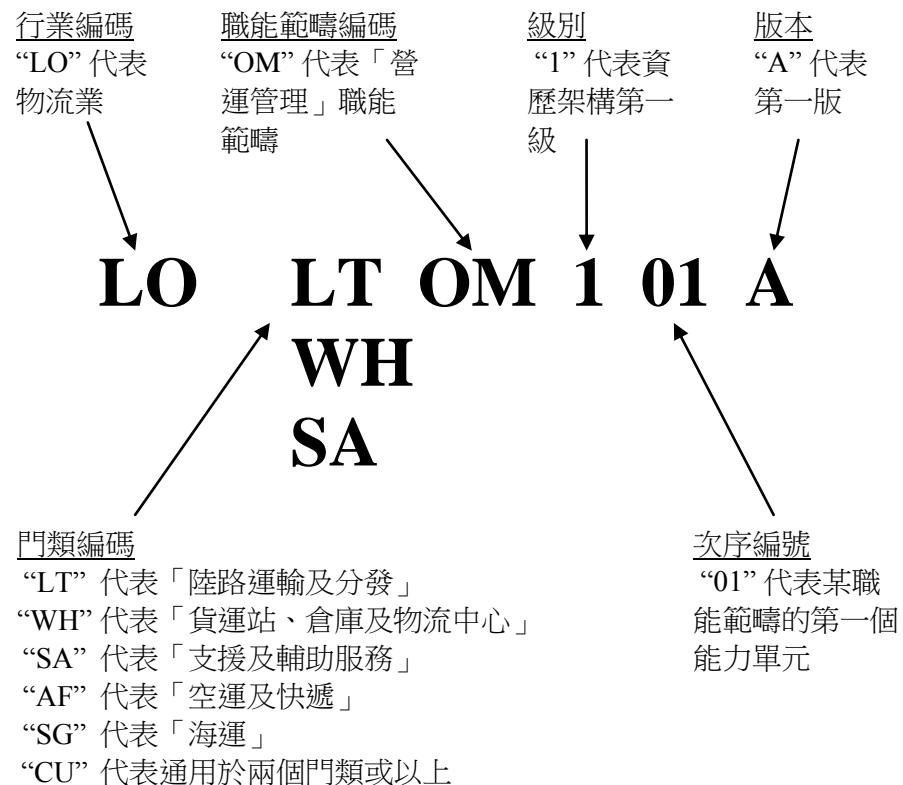 行業編碼
“LO” 代表
物流業
職能範疇編碼
“OM” 代表「營
運管理」職能
範疇
級別
“1” 代表資
歷架構第一
級
版本
“A” 代表
第一版
LO LT OM 1 01 A
WH
SA
門類編碼
“LT” 代表「陸路運輸及分發」
“WH” 代表「貨運站、倉庫及物流中心」
“SA” 代表「支援及輔助服務」
“AF” 代表「空運及快遞」
“SG” 代表「海運」
“CU” 代表通用於兩個門類或以上
次序編號
“01” 代表某職
能範疇的第一個
能力單元